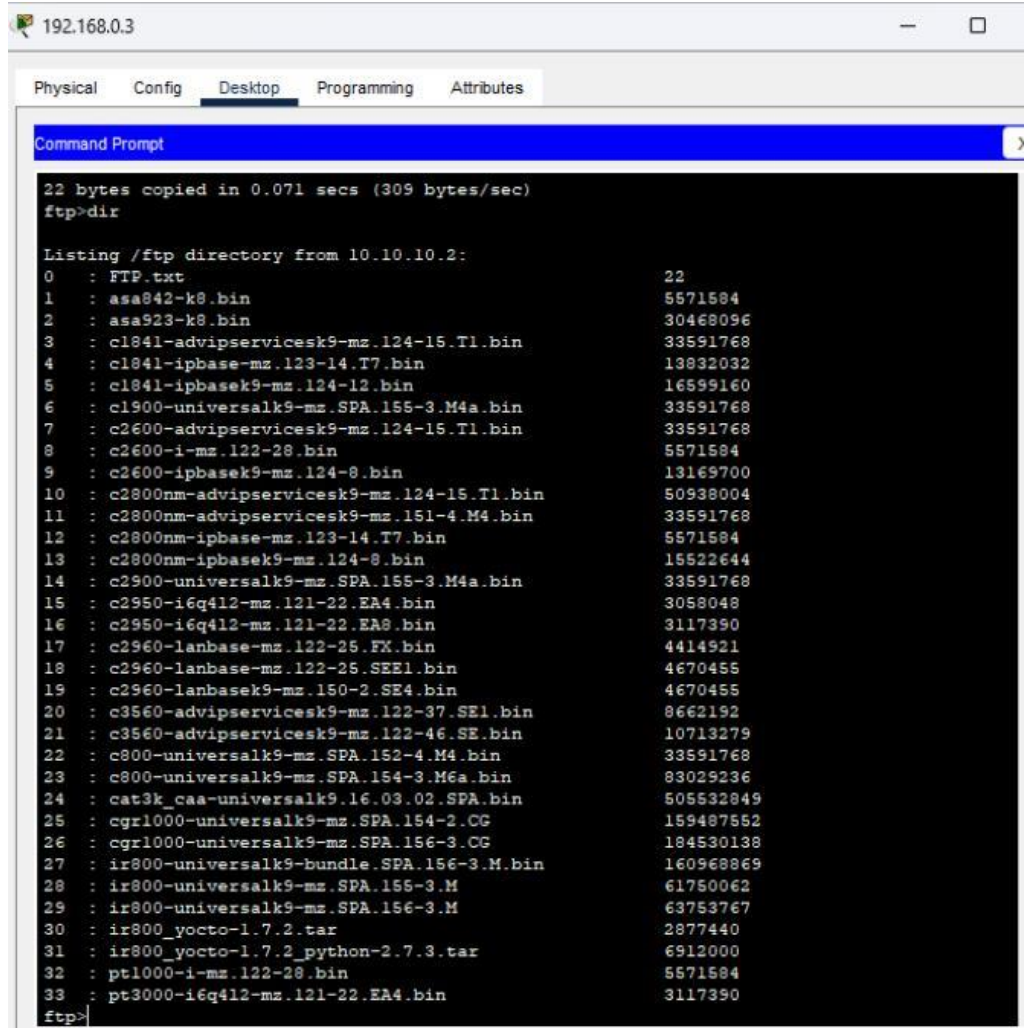 192.168.0.3
Physical Config Desktop Programming Attributes
Command Prompt X
22 bytes copied in 0.071 secs (309 bytes/sec)
ftp>dir
Listing /ftp directory from 10.10.10.2:
0 : FTP.txt 22
1 : asa842-k8.bin 5571584
2 : asa923-k8.bin 30468096
3 : c1841-advipservicesk9-mz.124-15.T1.bin 33591768
4 : c1841-ipbase-mz.123-14.T7.bin 13832032
5 : c1841-ipbasek9-mz.124-12.bin 16599160
6 : c1900-universalk9-mz.SPA.155-3.M4a.bin 33591768
7 : c2600-advipservicesk9-mz.124-15.T1.bin 33591768
8 : c2600-i-mz.122-28.bin 5571584
9 : c2600-ipbasek9-mz.124-8.bin 13169700
10 : c2800nm-advipservicesk9-mz.124-15.T1.bin 50938004
11 : c2800nm-advipservicesk9-mz.151-4.M4.bin 33591768
12 : c2800nm-ipbase-mz.123-14.T7.bin 5571584
13 : c2800nm-ipbasek9-mz.124-8.bin 15522644
14 : c2900-universalk9-mz.SPA.155-3.M4a.bin 33591768
15 : c2950-i6q4l2-mz.121-22.EA4.bin 3058048
16 : c2950-i6q4l2-mz.121-22.EA8.bin 3117390
17 : c2960-lanbase-mz.122-25.FX.bin 4414921
18 : c2960-lanbase-mz.122-25.SEE1.bin 4670455
19 : c2960-lanbasek9-mz.150-2.SE4.bin 4670455
20 : c3560-advipservicesk9-mz.122-37.SE1.bin 8662192
21 : c3560-advipservicesk9-mz.122-46.SE.bin 10713279
22 : c800-universalk9-mz.SPA.152-4.M4.bin 33591768
23 : c800-universalk9-mz.SPA.154-3.M6a.bin 83029236
24 : cat3k_caa-universalk9.16.03.02.SPA.bin 505532849
25 : cgr1000-universalk9-mz.SPA.154-2.CG 159487552
26 : cgr1000-universalk9-mz.SPA.156-3.CG 184530138
27 : ir800-universalk9-bundle.SPA.156-3.M.bin 160968869
28 : ir800-universalk9-mz.SPA.155-3.M 61750062
29 : ir800-universalk9-mz.SPA.156-3.M 63753767
30 : ir800_yocto-1.7.2.tar 2877440
31 : ir800_yocto-1.7.2_python-2.7.3.tar 6912000
32 : pt1000-i-mz.122-28.bin 5571584
33 : pt3000-i6q4l2-mz.121-22.EA4.bin 3117390
ftp>